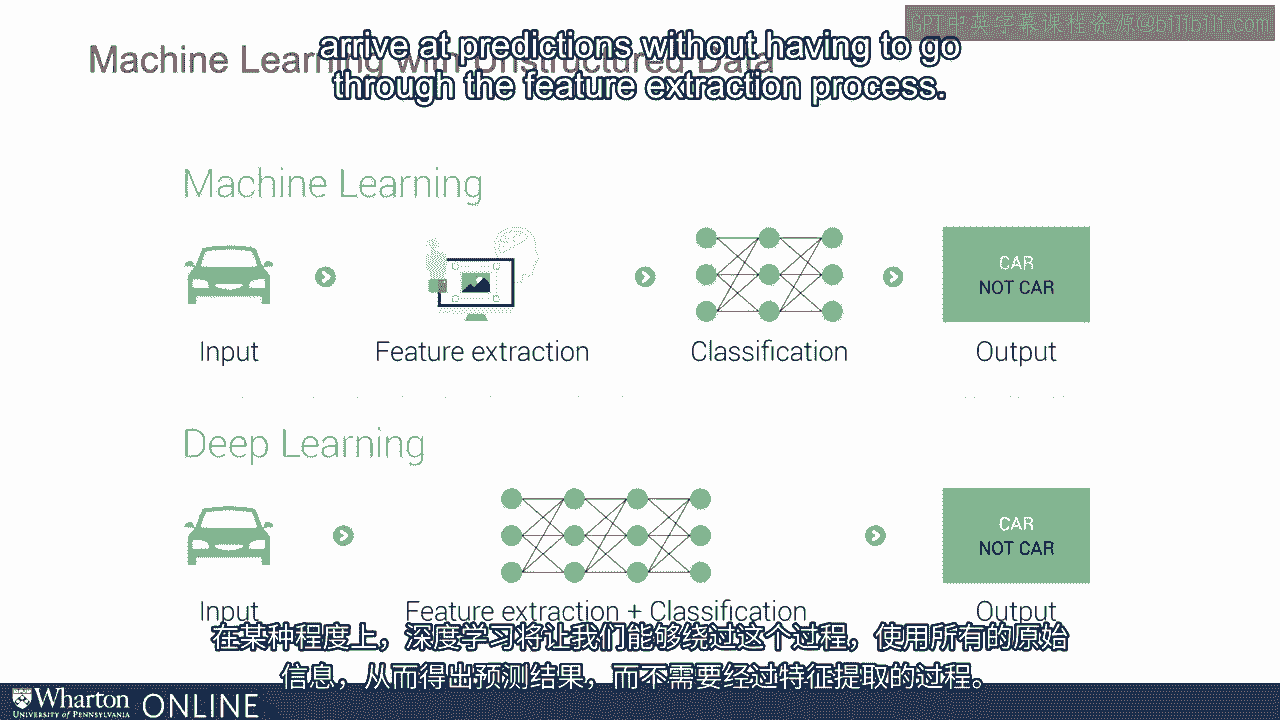 GPT中英字幕课程资源@bilibili.com
Machine Learning with Unstructured Data
arrive at predictions without having to go
through the feature extraction process.
Machine Learning
Input
Feature extraction
Classification
CAR
NOT CAR
Output
Deep Learning
Input
Feature extraction + Classification
CAR
NOT CAR
Output
在某种程度上，深度学习将让我们能够绕过这个过程，使用所有的原始
信息，从而得出预测结果，而不需要经过特征提取的过程。
Wharton
UNIVERSITY of PENNSYLVANIA
ONLINE